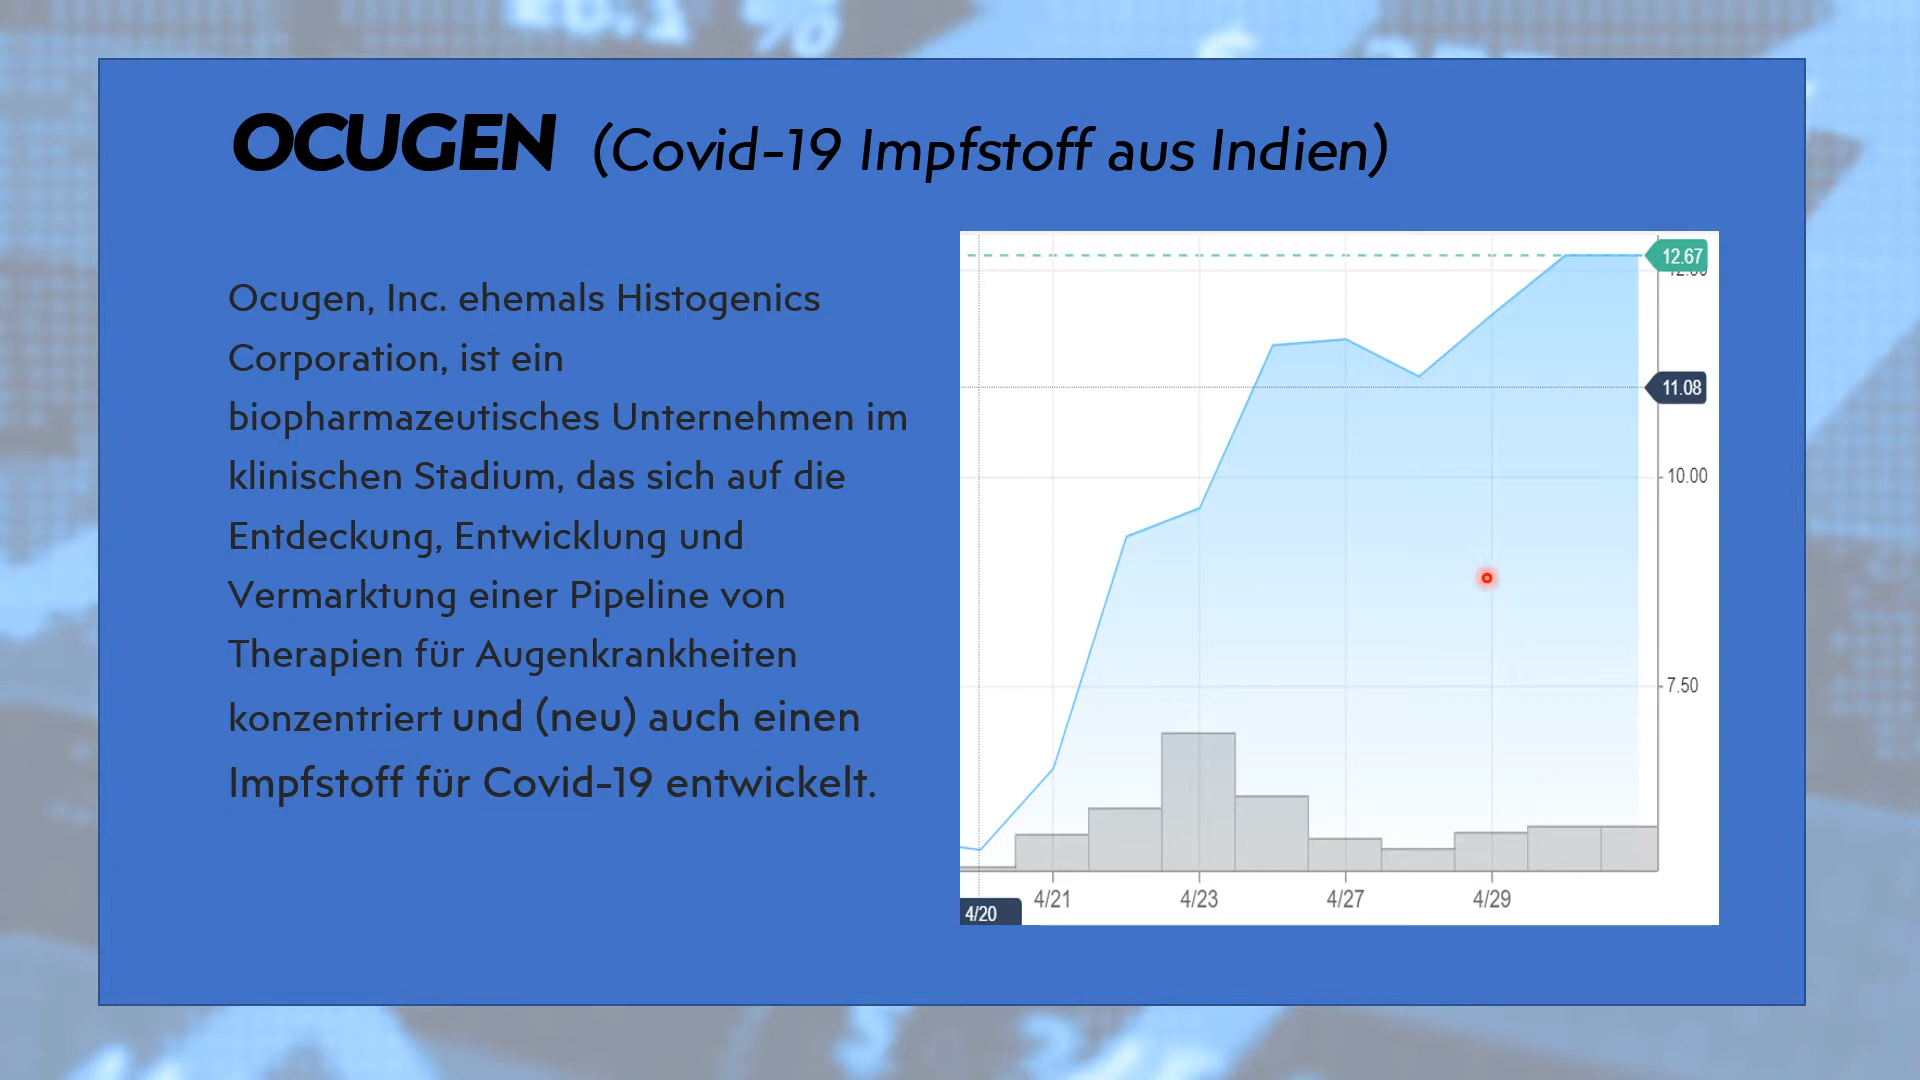 OCUGEN (Covid-19 Impfstoff aus Indien)
Ocugen, Inc. ehemals Histogenics
Corporation, ist ein
biopharmazeutisches Unternehmen im
klinischen Stadium, das sich auf die
Entdeckung, Entwicklung und
Vermarktung einer Pipeline von
Therapien für Augenkrankheiten
konzentriert und (neu) auch einen
Impfstoff für Covid-19 entwickelt.
12.67
12.00
11.08
10.00
7.50
4/20
4/21
4/23
4/27
4/29